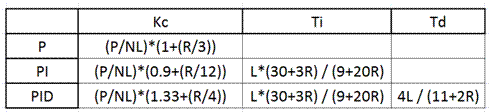 Kc Ti Td
P (P/NL)*(1+(R/3))
PI (P/NL)*(0.9+(R/12)) L*(30+3R) / (9+20R)
PID (P/NL)*(1.33+(R/4)) L*(30+3R) / (9+20R) 4L / (11+2R)